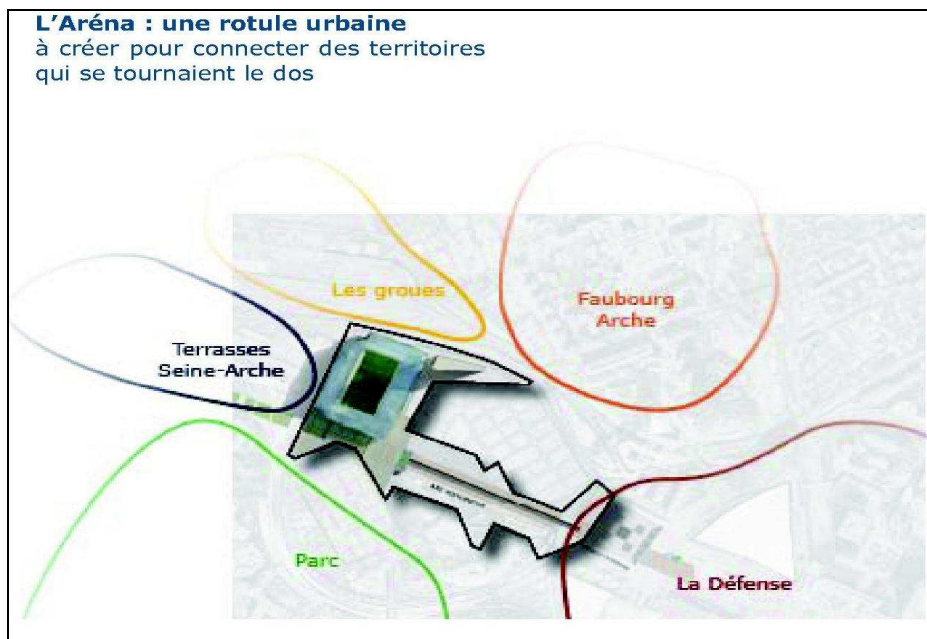 L'Aréna : une rotule urbaine
à créer pour connecter des territoires
qui se tournaient le dos
Les groues
Faubourg
Arche
Terrasses
Seine-Arche
Parc
La Défense